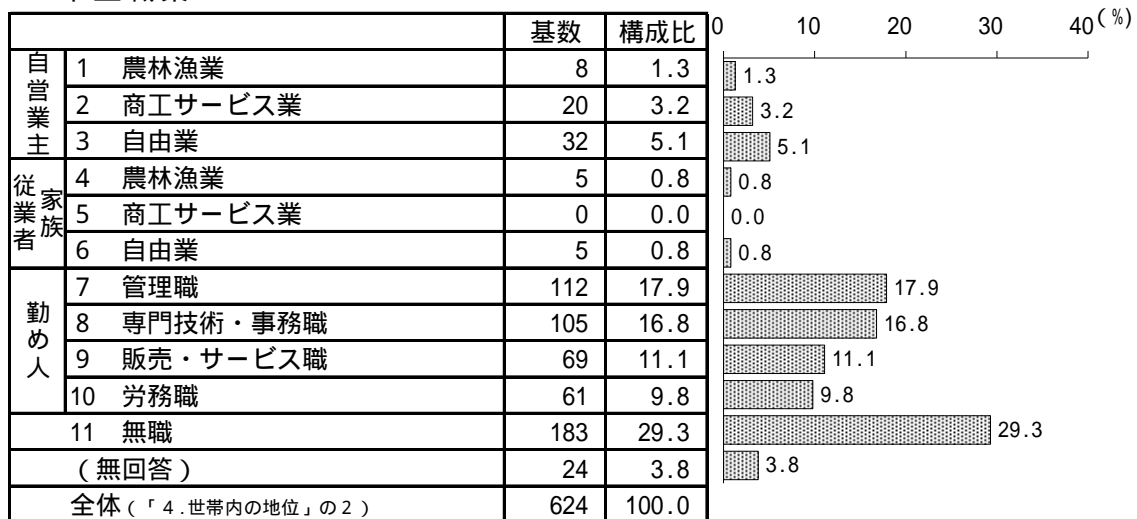 基数 構成比 0 10 20 30 40 (%)
自営業主
1 農林漁業 8 1.3 1.3
2 商工サービス業 20 3.2 3.2
3 自由業 32 5.1 5.1
家族従業者
4 農林漁業 5 0.8 0.8
5 商工サービス業 0 0.0 0.0
6 自由業 5 0.8 0.8
勤め人
7 管理職 112 17.9 17.9
8 専門技術・事務職 105 16.8 16.8
9 販売・サービス職 69 11.1 11.1
10 労務職 61 9.8 9.8
11 無職 183 29.3 29.3
(無回答) 24 3.8 3.8
全体(「4.世帯内の地位」の2) 624 100.0